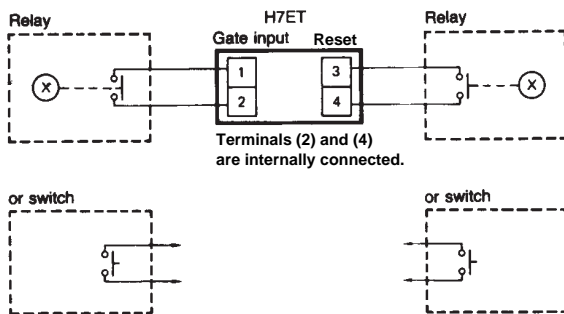 H7ET
Relay
Gate input
Reset
Relay
X
1
2
3
4
X
Terminals (2) and (4)
are internally connected.
or switch
or switch